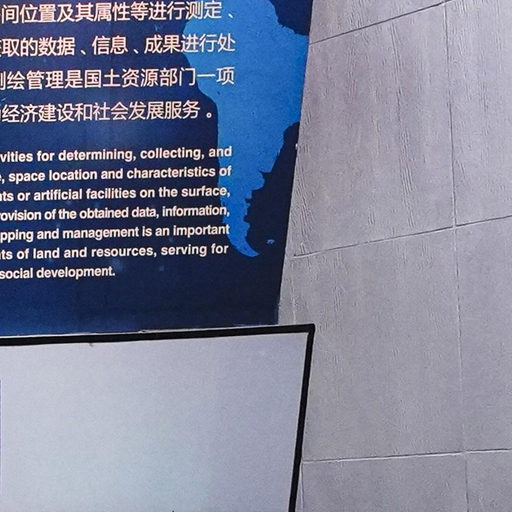 间位置及其属性等进行测定、
取的数据、信息、成果进行处
绘管理是国土资源部门一项
经济建设和社会发展服务。
vities for determining, collecting, and
, space location and characteristics of
ts or artificial facilities on the surface,
rovision of the obtained data, information,
pping and management is an important
ts of land and resources, serving for
social development.